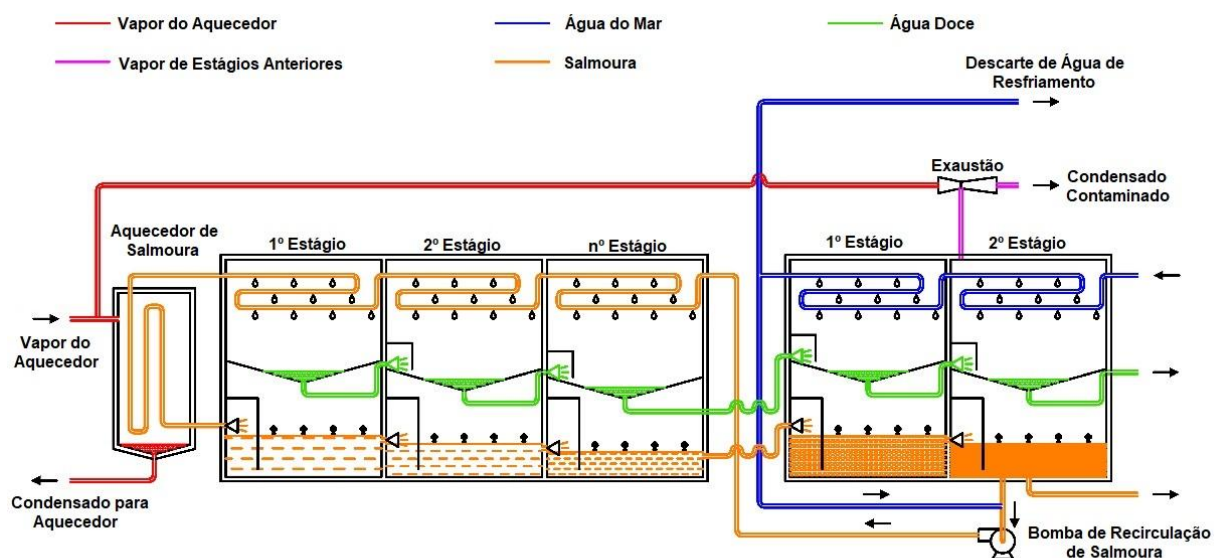 Vapor do Aquecedor
Água do Mar
Água Doce
Vapor de Estágios Anteriores
Salmoura
Descarte de Água de
Resfriamento
Exaustão
Condensado
Contaminado
Aquecedor de
Salmoura
1º Estágio
2º Estágio
nº Estágio
1º Estágio
2º Estágio
Vapor do
Aquecedor
Condensado para
Aquecedor
Bomba de Recirculação
de Salmoura